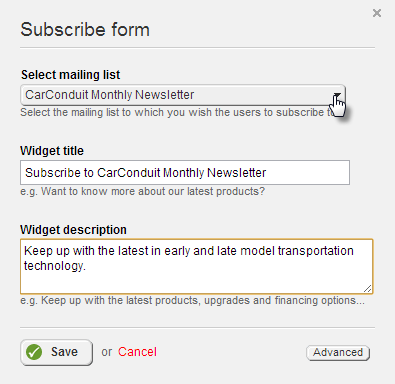 Subscribe form
Select mailing list
CarConduit Monthly Newsletter
Select the mailing list to which you wish the users to subscribe
Widget title
Subscribe to CarConduit Monthly Newsletter
e.g. Want to know more about our latest products?
Widget description
Keep up with the latest in early and late model transportation
technology.
e.g. Keep up with the latest products, upgrades and financing options...
Save or Cancel Advanced